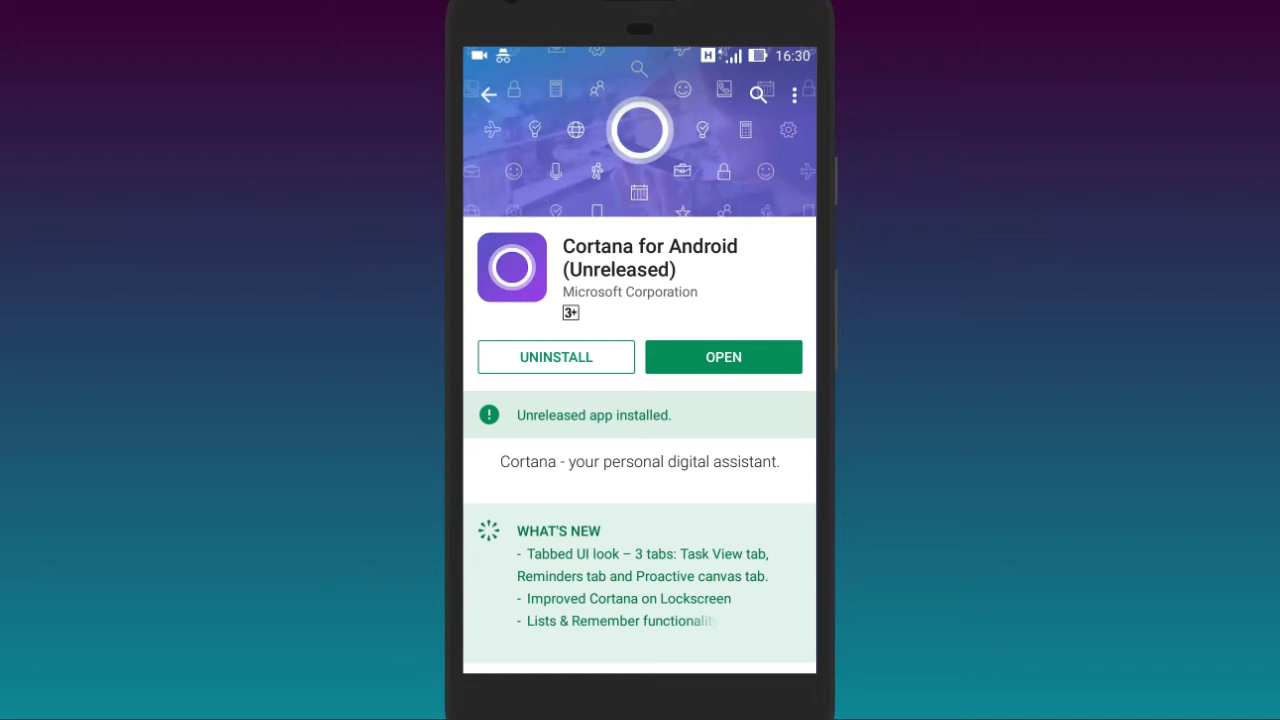 H 16:30
Cortana for Android
(Unreleased)
Microsoft Corporation
3+
UNINSTALL OPEN
! Unreleased app installed.
Cortana - your personal digital assistant.
WHAT'S NEW
- Tabbed UI look – 3 tabs: Task View tab,
Reminders tab and Proactive canvas tab.
- Improved Cortana on Lockscreen
- Lists & Remember functionality